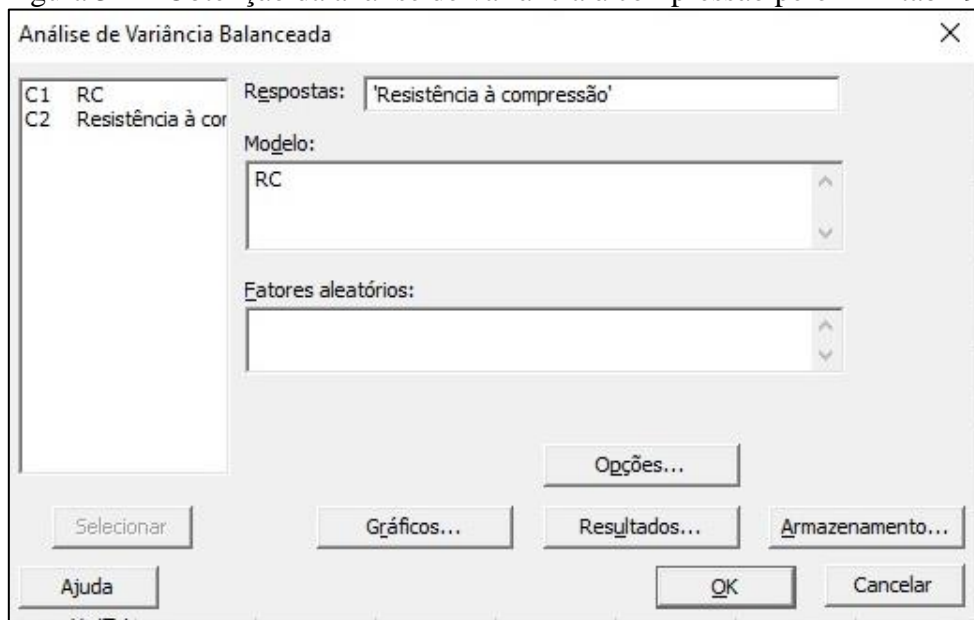 Análise de Variância Balanceada
C1 RC
C2 Resistência à cor
Respostas: 'Resistência à compressão'
Modelo:
RC
Fatores aleatórios:
Opções...
Selecionar Gráficos... Resultados... Armazenamento...
Ajuda OK Cancelar